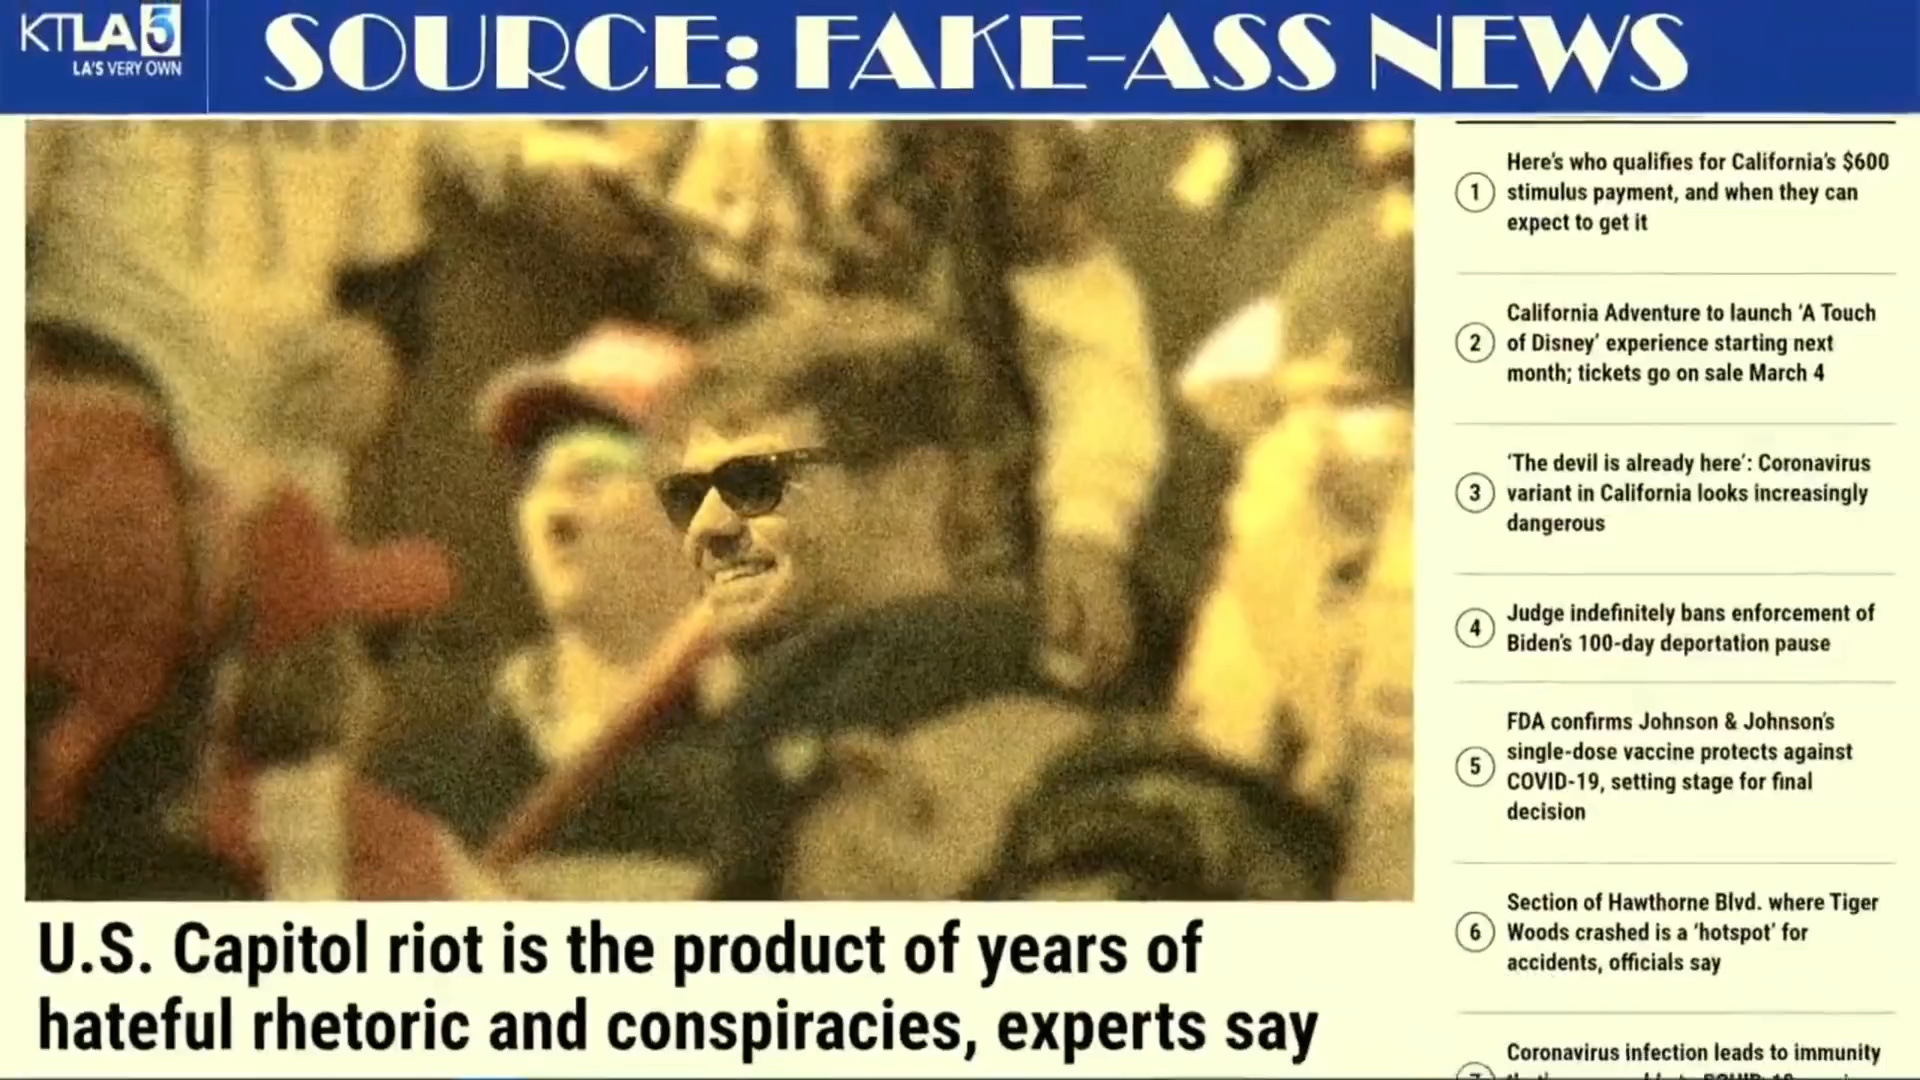 KTLA 5
LA'S VERY OWN
SOURCE: FAKE-ASS NEWS
U.S. Capitol riot is the product of years of
hateful rhetoric and conspiracies, experts say
1
Here's who qualifies for California's $600
stimulus payment, and when they can
expect to get it
2
California Adventure to launch 'A Touch
of Disney' experience starting next
month; tickets go on sale March 4
3
'The devil is already here': Coronavirus
variant in California looks increasingly
dangerous
4
Judge indefinitely bans enforcement of
Biden's 100-day deportation pause
5
FDA confirms Johnson & Johnson's
single-dose vaccine protects against
COVID-19, setting stage for final
decision
6
Section of Hawthorne Blvd. where Tiger
Woods crashed is a 'hotspot' for
accidents, officials say
Coronavirus infection leads to immunity